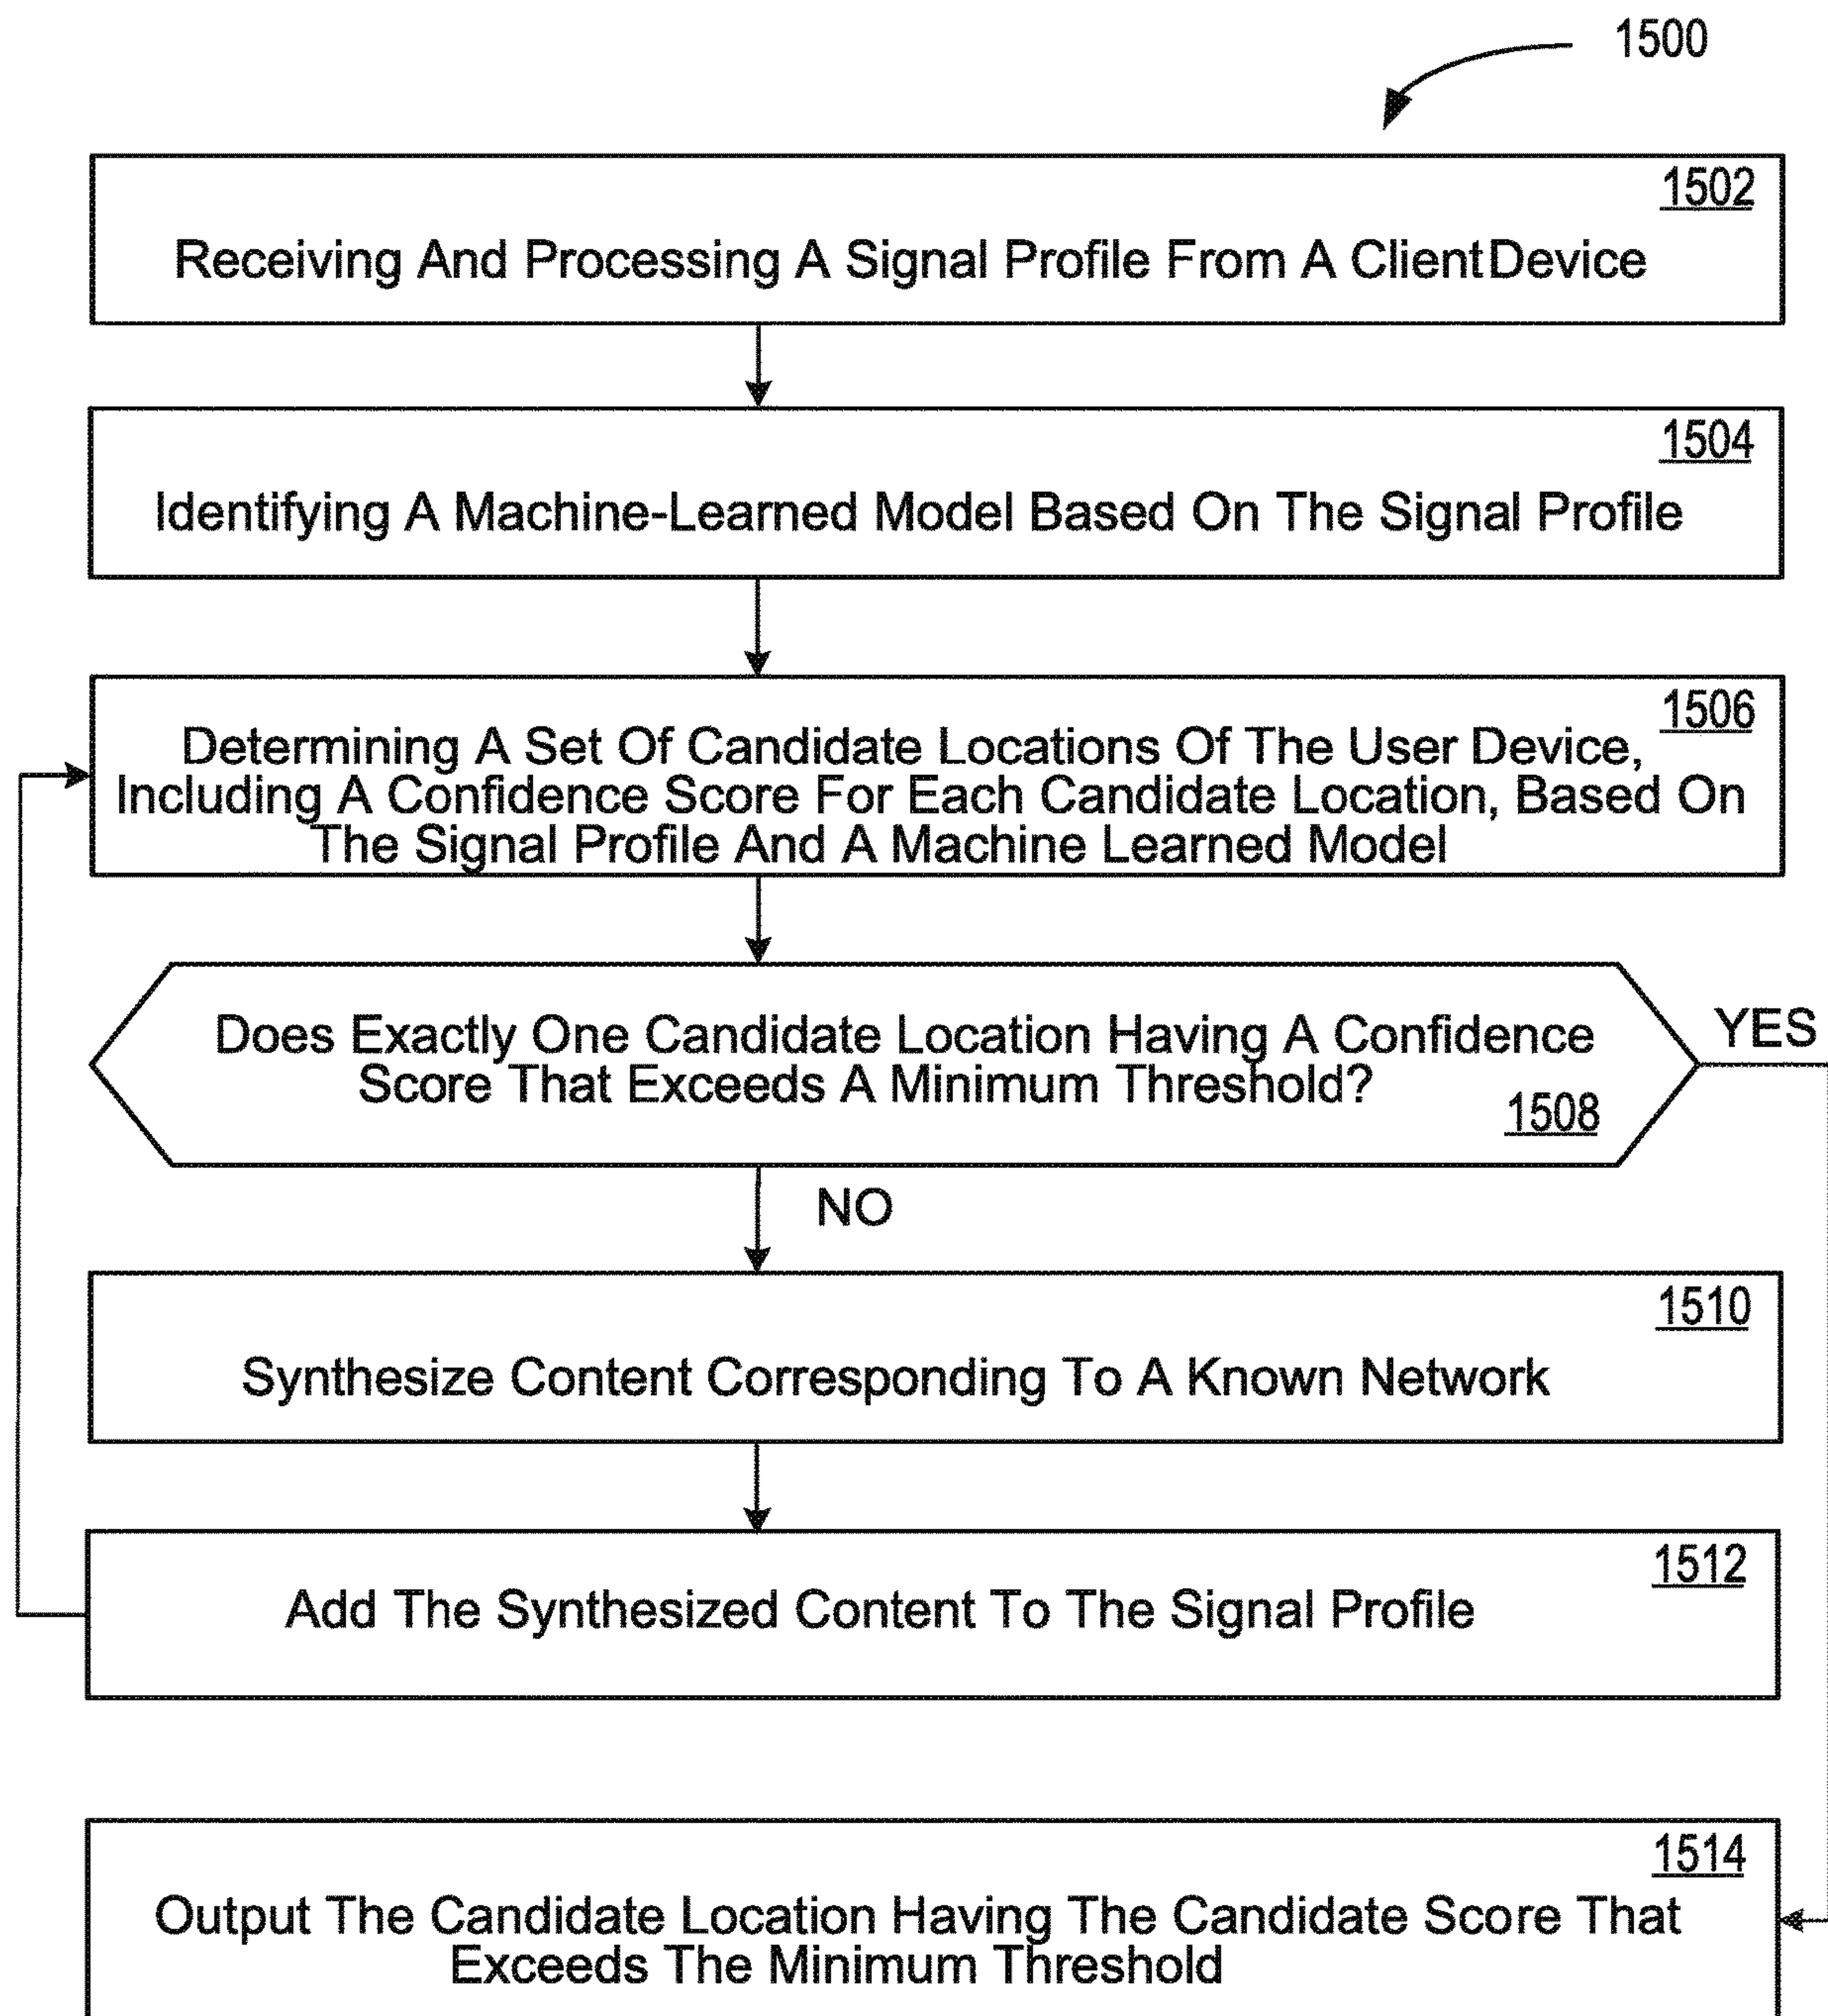 1500
1502
Receiving And Processing A Signal Profile From A Client Device
1504
Identifying A Machine-Learned Model Based On The Signal Profile
1506
Determining A Set Of Candidate Locations Of The User Device,
Including A Confidence Score For Each Candidate Location, Based On
The Signal Profile And A Machine Learned Model
Does Exactly One Candidate Location Having A Confidence
Score That Exceeds A Minimum Threshold?
1508
YES
NO
1510
Synthesize Content Corresponding To A Known Network
1512
Add The Synthesized Content To The Signal Profile
1514
Output The Candidate Location Having The Candidate Score That
Exceeds The Minimum Threshold